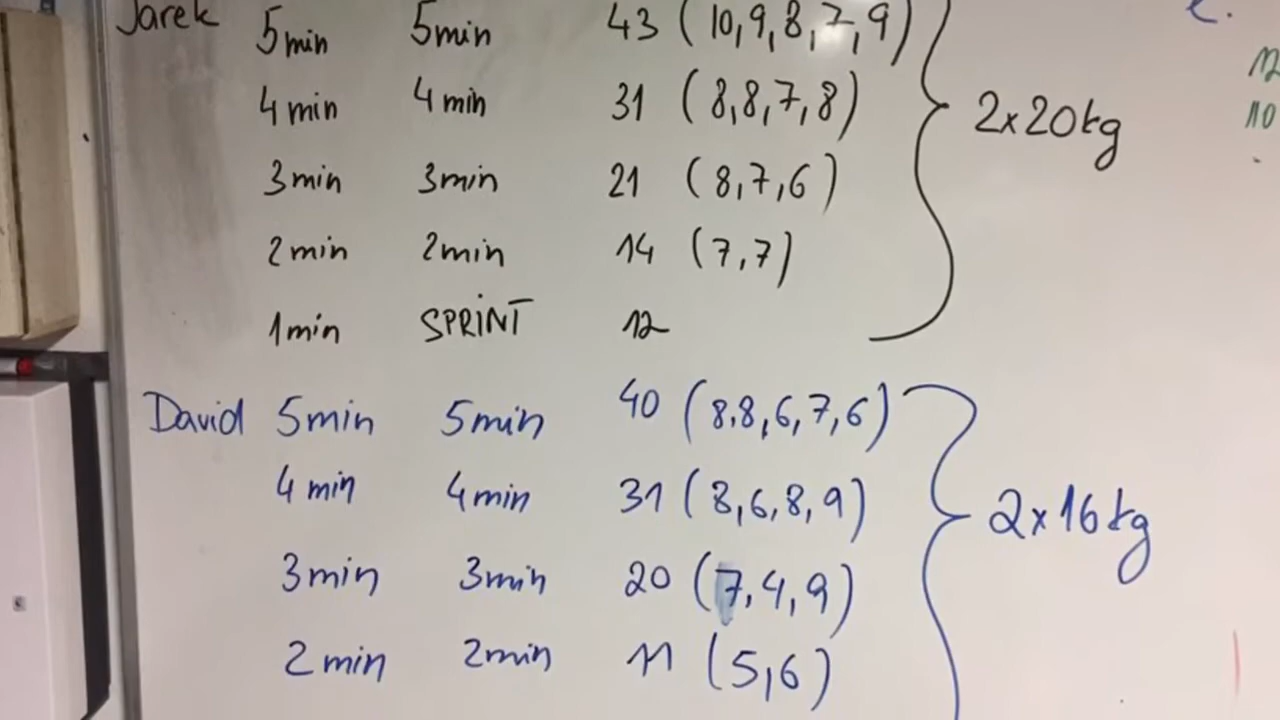 Jarek 5min 5min 43 (10,9,8,7,9)
4min 4min 31 (8,8,7,8)
3min 3min 21 (8,7,6)
2min 2min 14 (7,7)
1min SPRINT 12
2x20kg
David 5min 5min 40 (8,8,6,7,6)
4min 4min 31 (8,6,8,9)
3min 3min 20 (7,4,9)
2min 2min 11 (5,6)
2x16kg
12
10